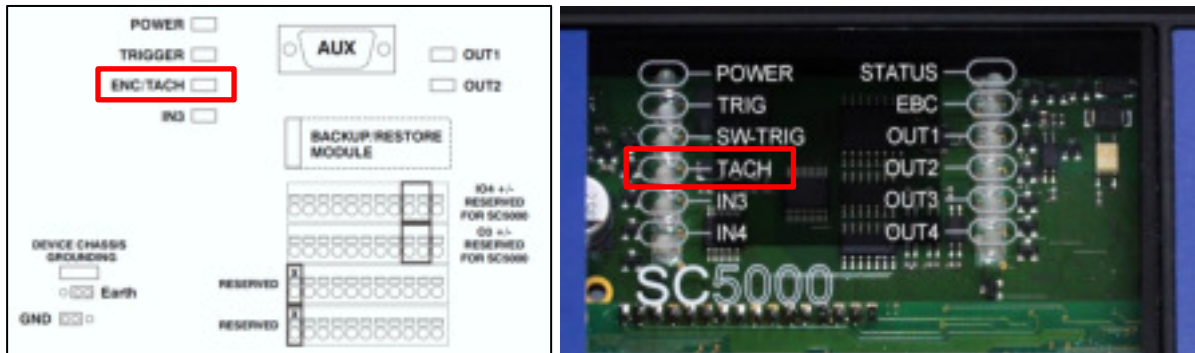 POWER
TRIGGER
ENC/TACH
IN3
AUX
OUT1
OUT2
BACKUP/RESTORE
MODULE
IO4 +/-
RESERVED
FOR SC5000
O3 +/-
RESERVED
FOR SC5000
DEVICE CHASSIS
GROUNDING
Earth
GND
RESERVED
X
RESERVED
X
POWER
TRIG
SW-TRIG
TACH
IN3
IN4
STATUS
EBC
OUT1
OUT2
OUT3
OUT4
SC5000